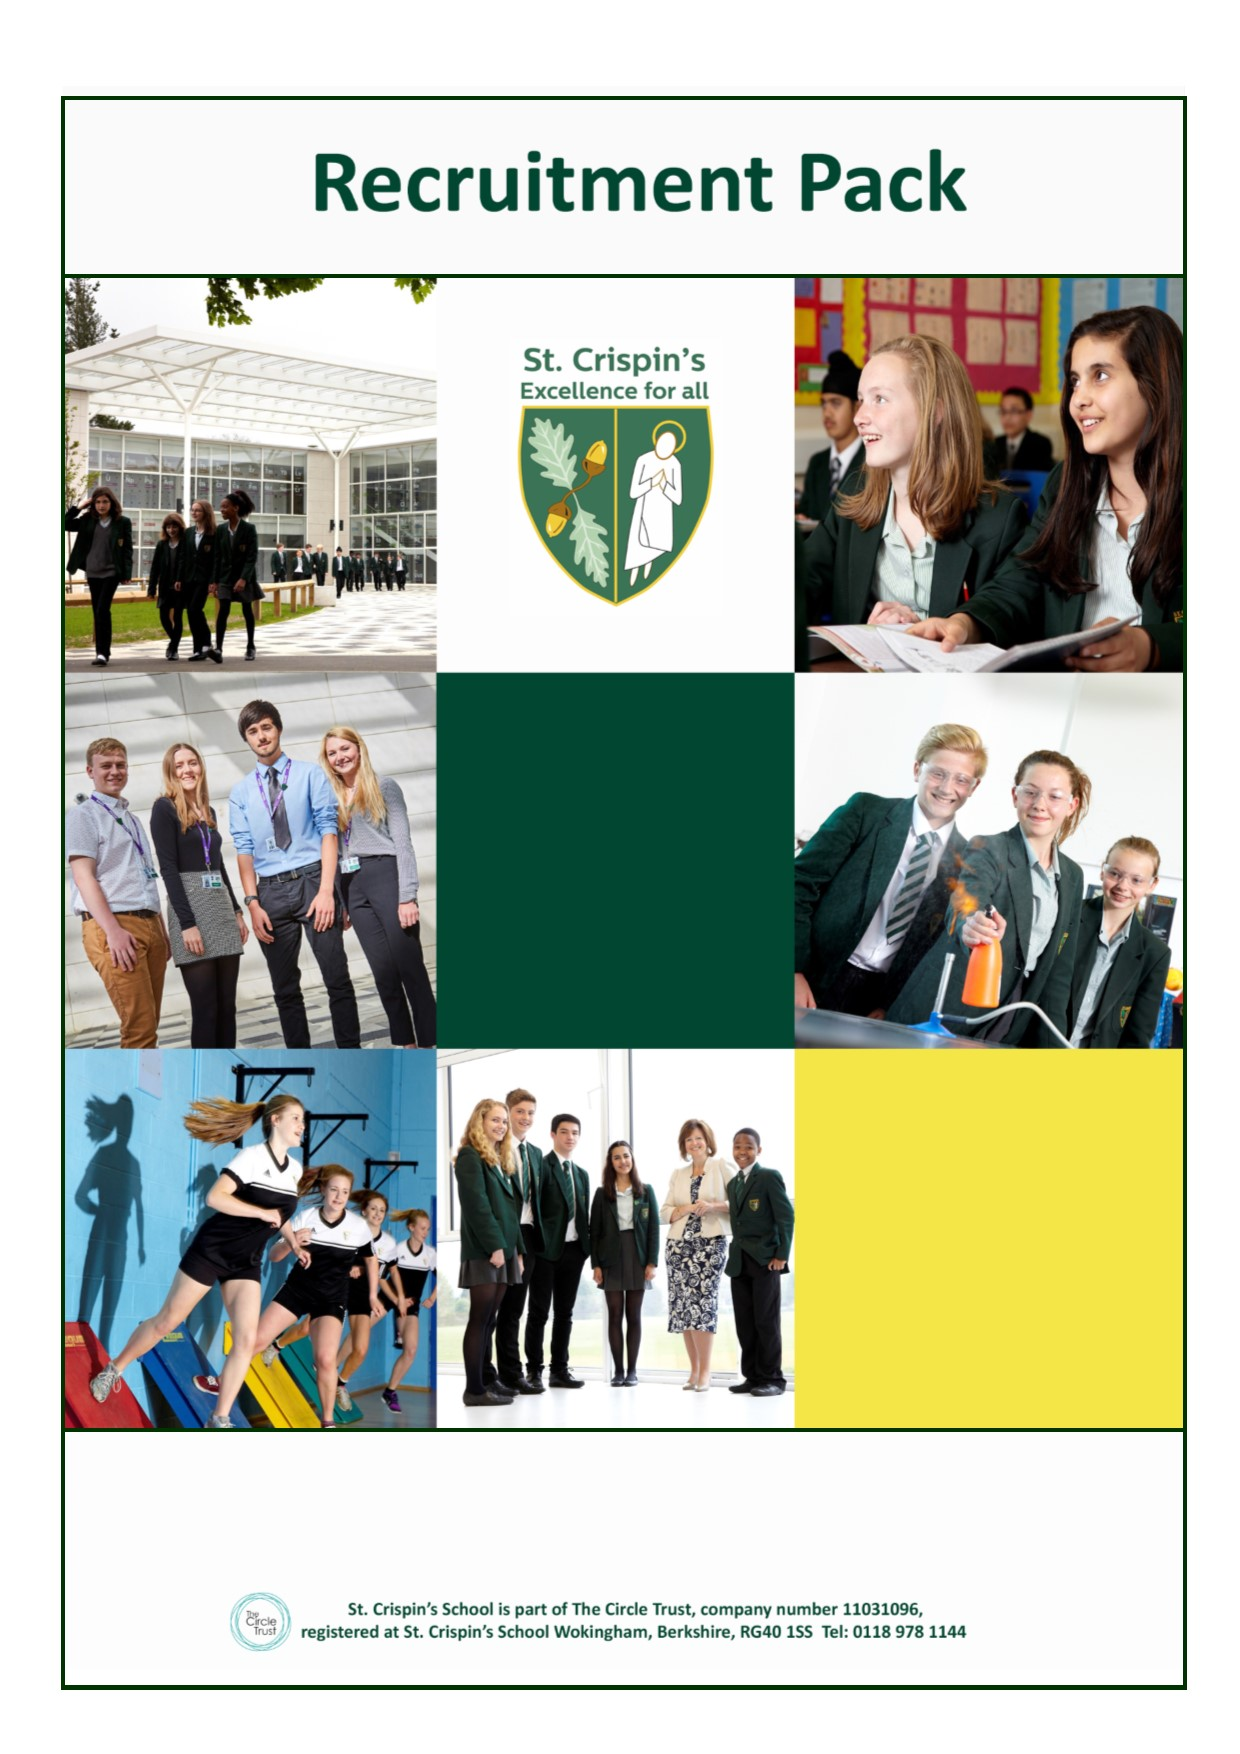 Recruitment Pack
St. Crispin's
Excellence for all
The
Circle
Trust
St. Crispin's School is part of The Circle Trust, company number 11031096,
registered at St. Crispin's School Wokingham, Berkshire, RG40 1SS Tel: 0118 978 1144